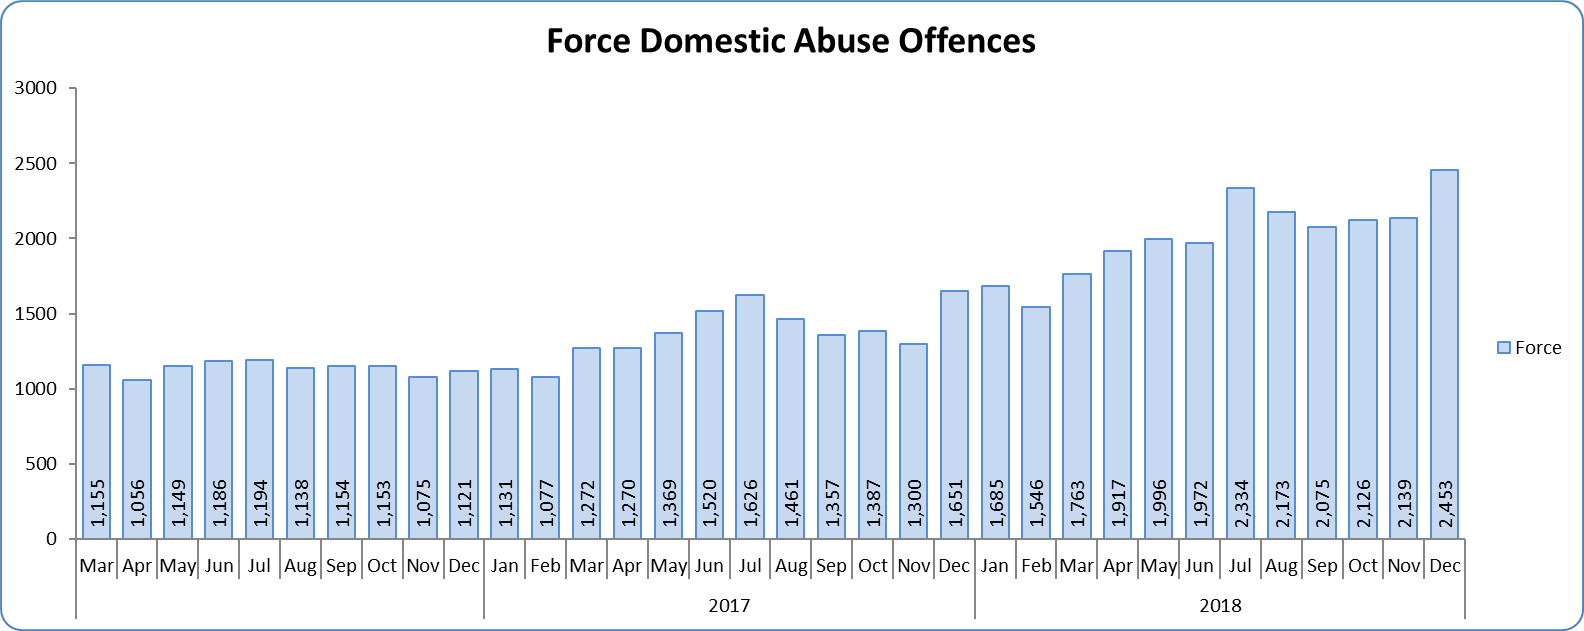 Force Domestic Abuse Offences
3000
2500
2000
1500
1000
500
0
1,155 1,056 1,149 1,186 1,194 1,138 1,154 1,153 1,075 1,121 1,131 1,077 1,272 1,270 1,369 1,520 1,626 1,461 1,357 1,387 1,300 1,651 1,685 1,546 1,763 1,917 1,996 1,972 2,334 2,173 2,075 2,126 2,139 2,453
Mar Apr May Jun Jul Aug Sep Oct Nov Dec Jan Feb Mar Apr May Jun Jul Aug Sep Oct Nov Dec Jan Feb Mar Apr May Jun Jul Aug Sep Oct Nov Dec
2017 2018
Force